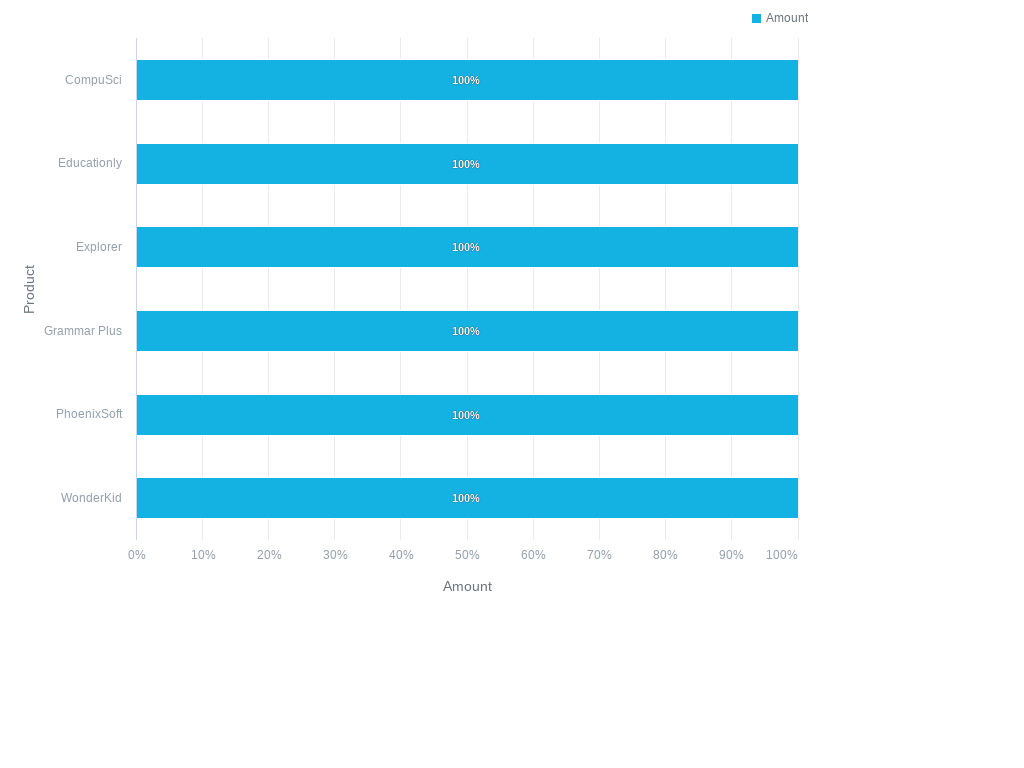 Amount
CompuSci
100%
Educationly
100%
Explorer
100%
Product
Grammar Plus
100%
PhoenixSoft
100%
WonderKid
100%
0% 10% 20% 30% 40% 50% 60% 70% 80% 90% 100%
Amount